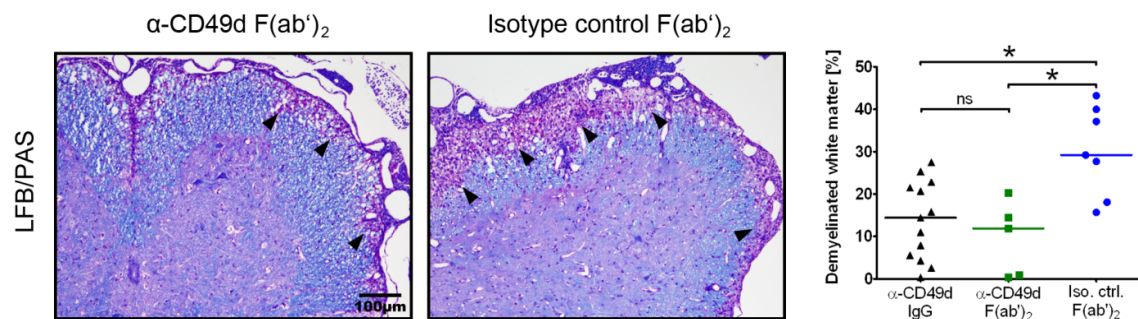 α-CD49d F(ab‘)₂
Isotype control F(ab‘)₂
LFB/PAS
100µm
Demyelinated white matter [%]
50
40
30
20
10
0
*
*
ns
α-CD49d
IgG
α-CD49d
F(ab')₂
Iso. ctrl.
F(ab')₂